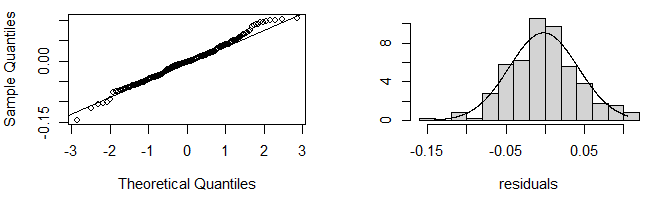 Sample Quantiles
0.00
-0.15
-3 -2 -1 0 1 2 3
Theoretical Quantiles
8
4
0
-0.15 -0.05 0.05
residuals